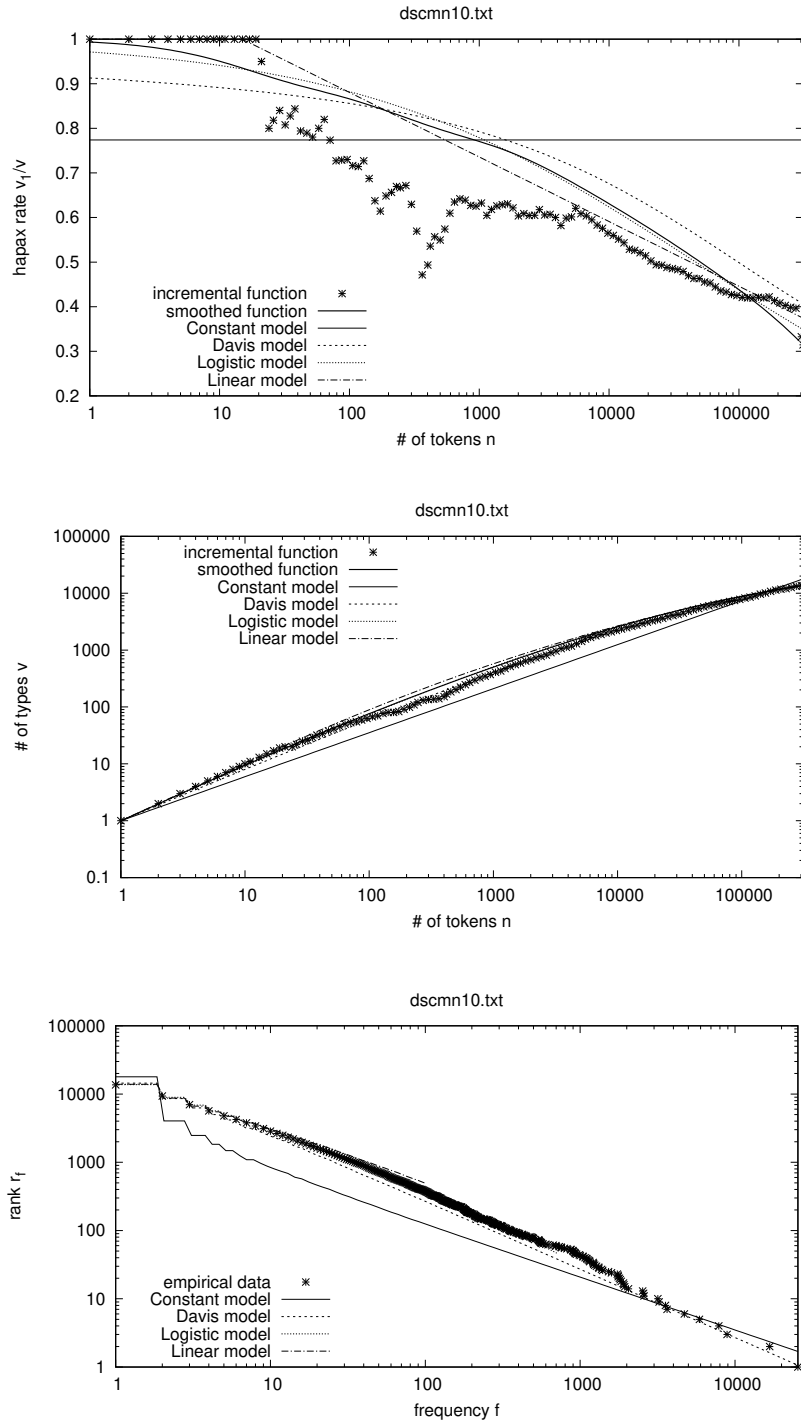 dscmn10.txt
1
0.9
0.8
0.7
0.6
0.5
0.4
0.3
0.2
hapax rate v1/v
incremental function
smoothed function
Constant model
Davis model
Logistic model
Linear model
1 10 100 1000 10000 100000
# of tokens n
dscmn10.txt
100000
10000
1000
100
10
1
0.1
# of types v
incremental function
smoothed function
Constant model
Davis model
Logistic model
Linear model
1 10 100 1000 10000 100000
# of tokens n
dscmn10.txt
100000
10000
1000
100
10
1
rank rf
empirical data
Constant model
Davis model
Logistic model
Linear model
1 10 100 1000 10000
frequency f